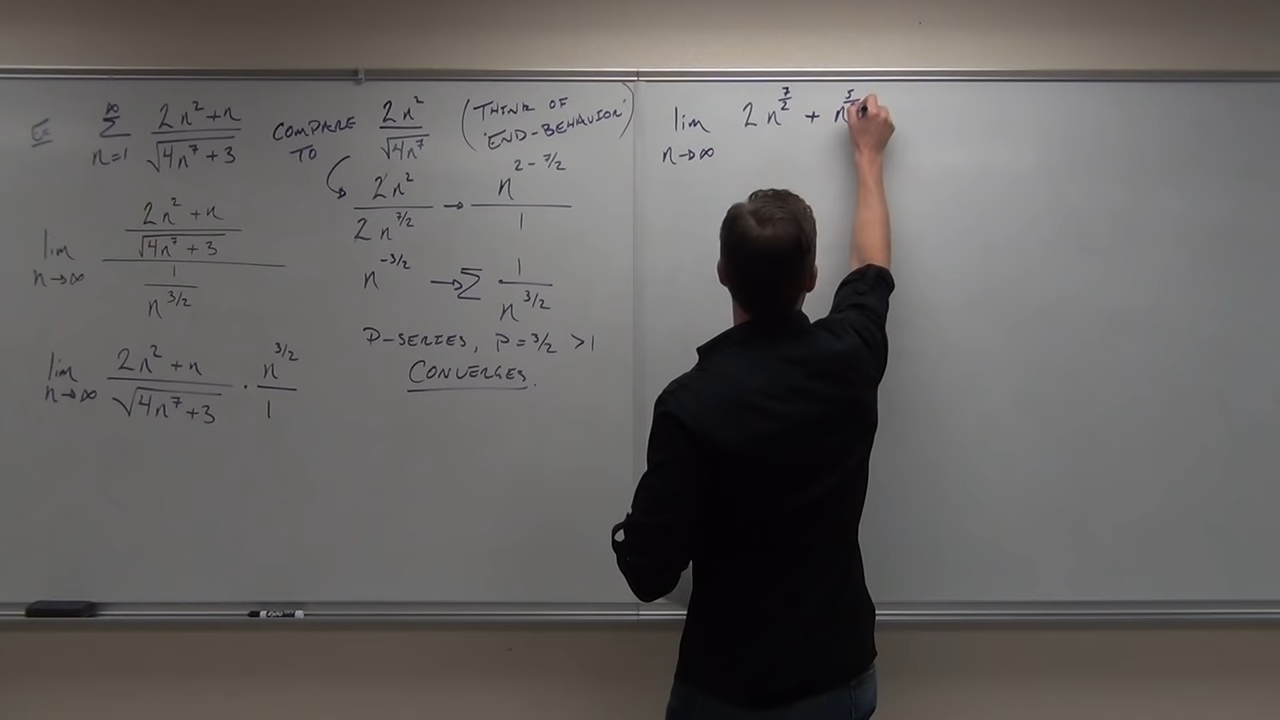 Ex ∞ Σ n=1 2n² + n / √4n⁷ + 3 COMPARE TO 2n² / √4n⁷ (THINK OF 'END-BEHAVIOR')
2n² / 2n^7/2 → n^2 - 7/2 / 1
n^-3/2 → Σ 1 / n^3/2
P-SERIES, P = 3/2 > 1
CONVERGES.
lim n→∞ 2n² + n / √4n⁷ + 3 / 1 / n^3/2
lim n→∞ 2n² + n / √4n⁷ + 3 · n^3/2 / 1
lim n→∞ 2n^7/2 + n